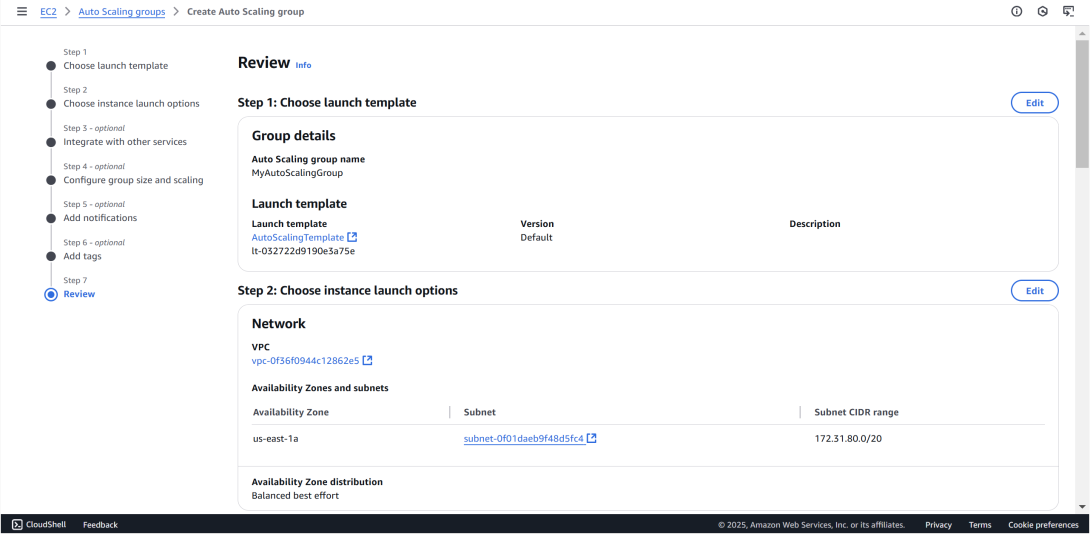 EC2 > Auto Scaling groups > Create Auto Scaling group
Step 1
Choose launch template
Step 2
Choose instance launch options
Step 3 - optional
Integrate with other services
Step 4 - optional
Configure group size and scaling
Step 5 - optional
Add notifications
Step 6 - optional
Add tags
Step 7
Review
Review Info
Step 1: Choose launch template Edit
Group details
Auto Scaling group name
MyAutoScalingGroup
Launch template
Launch template Version Description
AutoScalingTemplate Default
lt-032722d9190e3a75e
Step 2: Choose instance launch options Edit
Network
VPC
vpc-0f36f0944c12862e5
Availability Zones and subnets
Availability Zone Subnet Subnet CIDR range
us-east-1a subnet-0f01daeb9f48d5fc4 172.31.80.0/20
Availability Zone distribution
Balanced best effort
CloudShell Feedback © 2025, Amazon Web Services, Inc. or its affiliates. Privacy Terms Cookie preferences